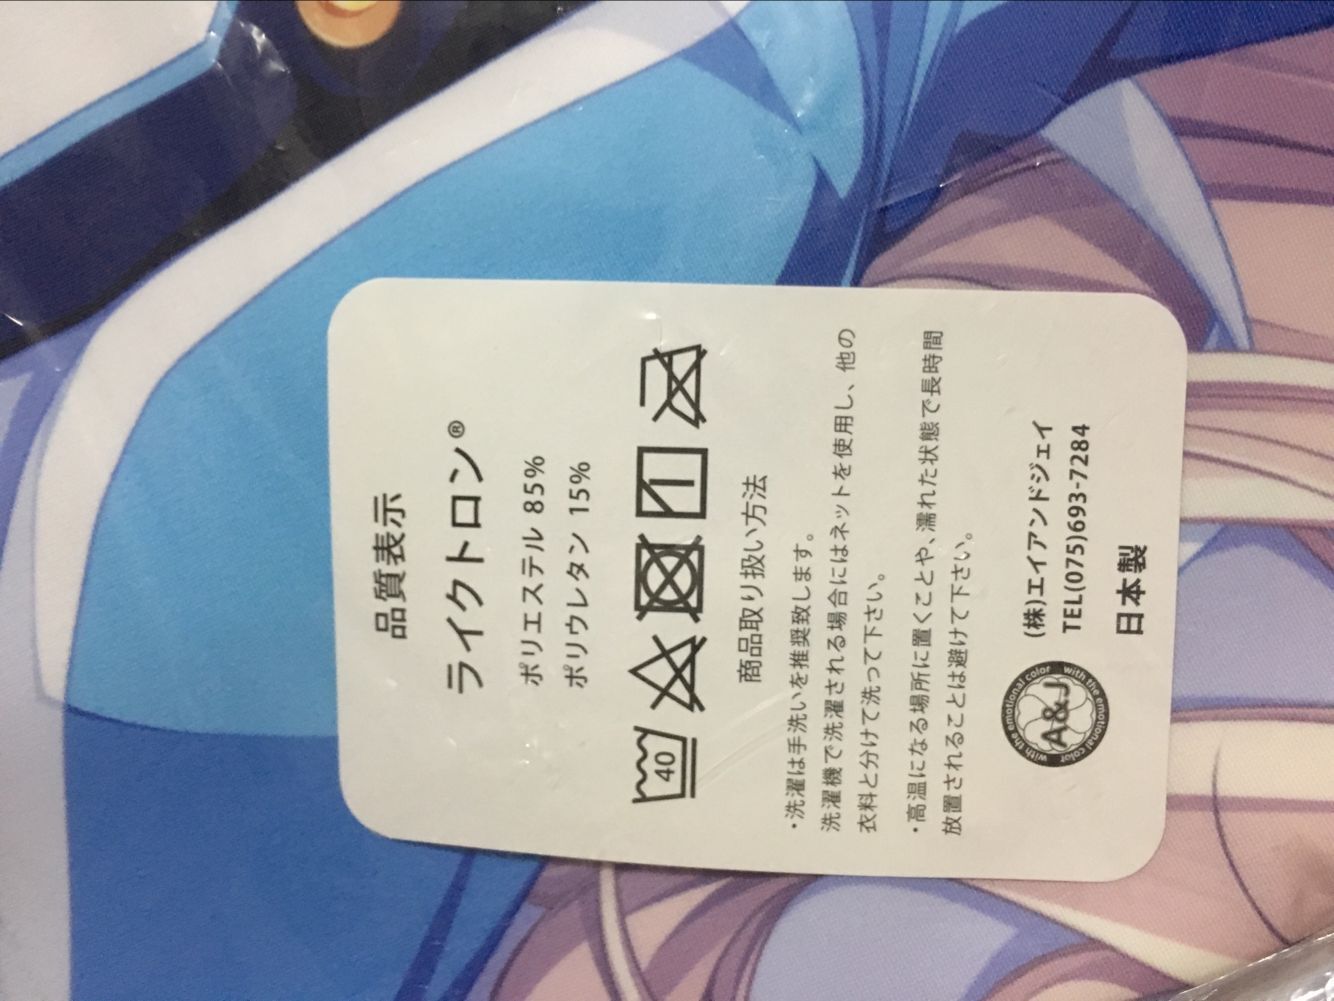 品質表示
ライクトロン®
ポリエステル 85%
ポリウレタン 15%
40
商品取り扱い方法
・洗濯は手洗いを推奨致します。
洗濯機で洗濯される場合にはネットを使用し、他の
衣料と分けて洗って下さい。
・高温になる場所に置くことや、濡れた状態で長時間
放置されることは避けて下さい。
with the emotional color
A&J
with the emotional color
(株)エイアンドジェイ
TEL(075)693-7284
日本製